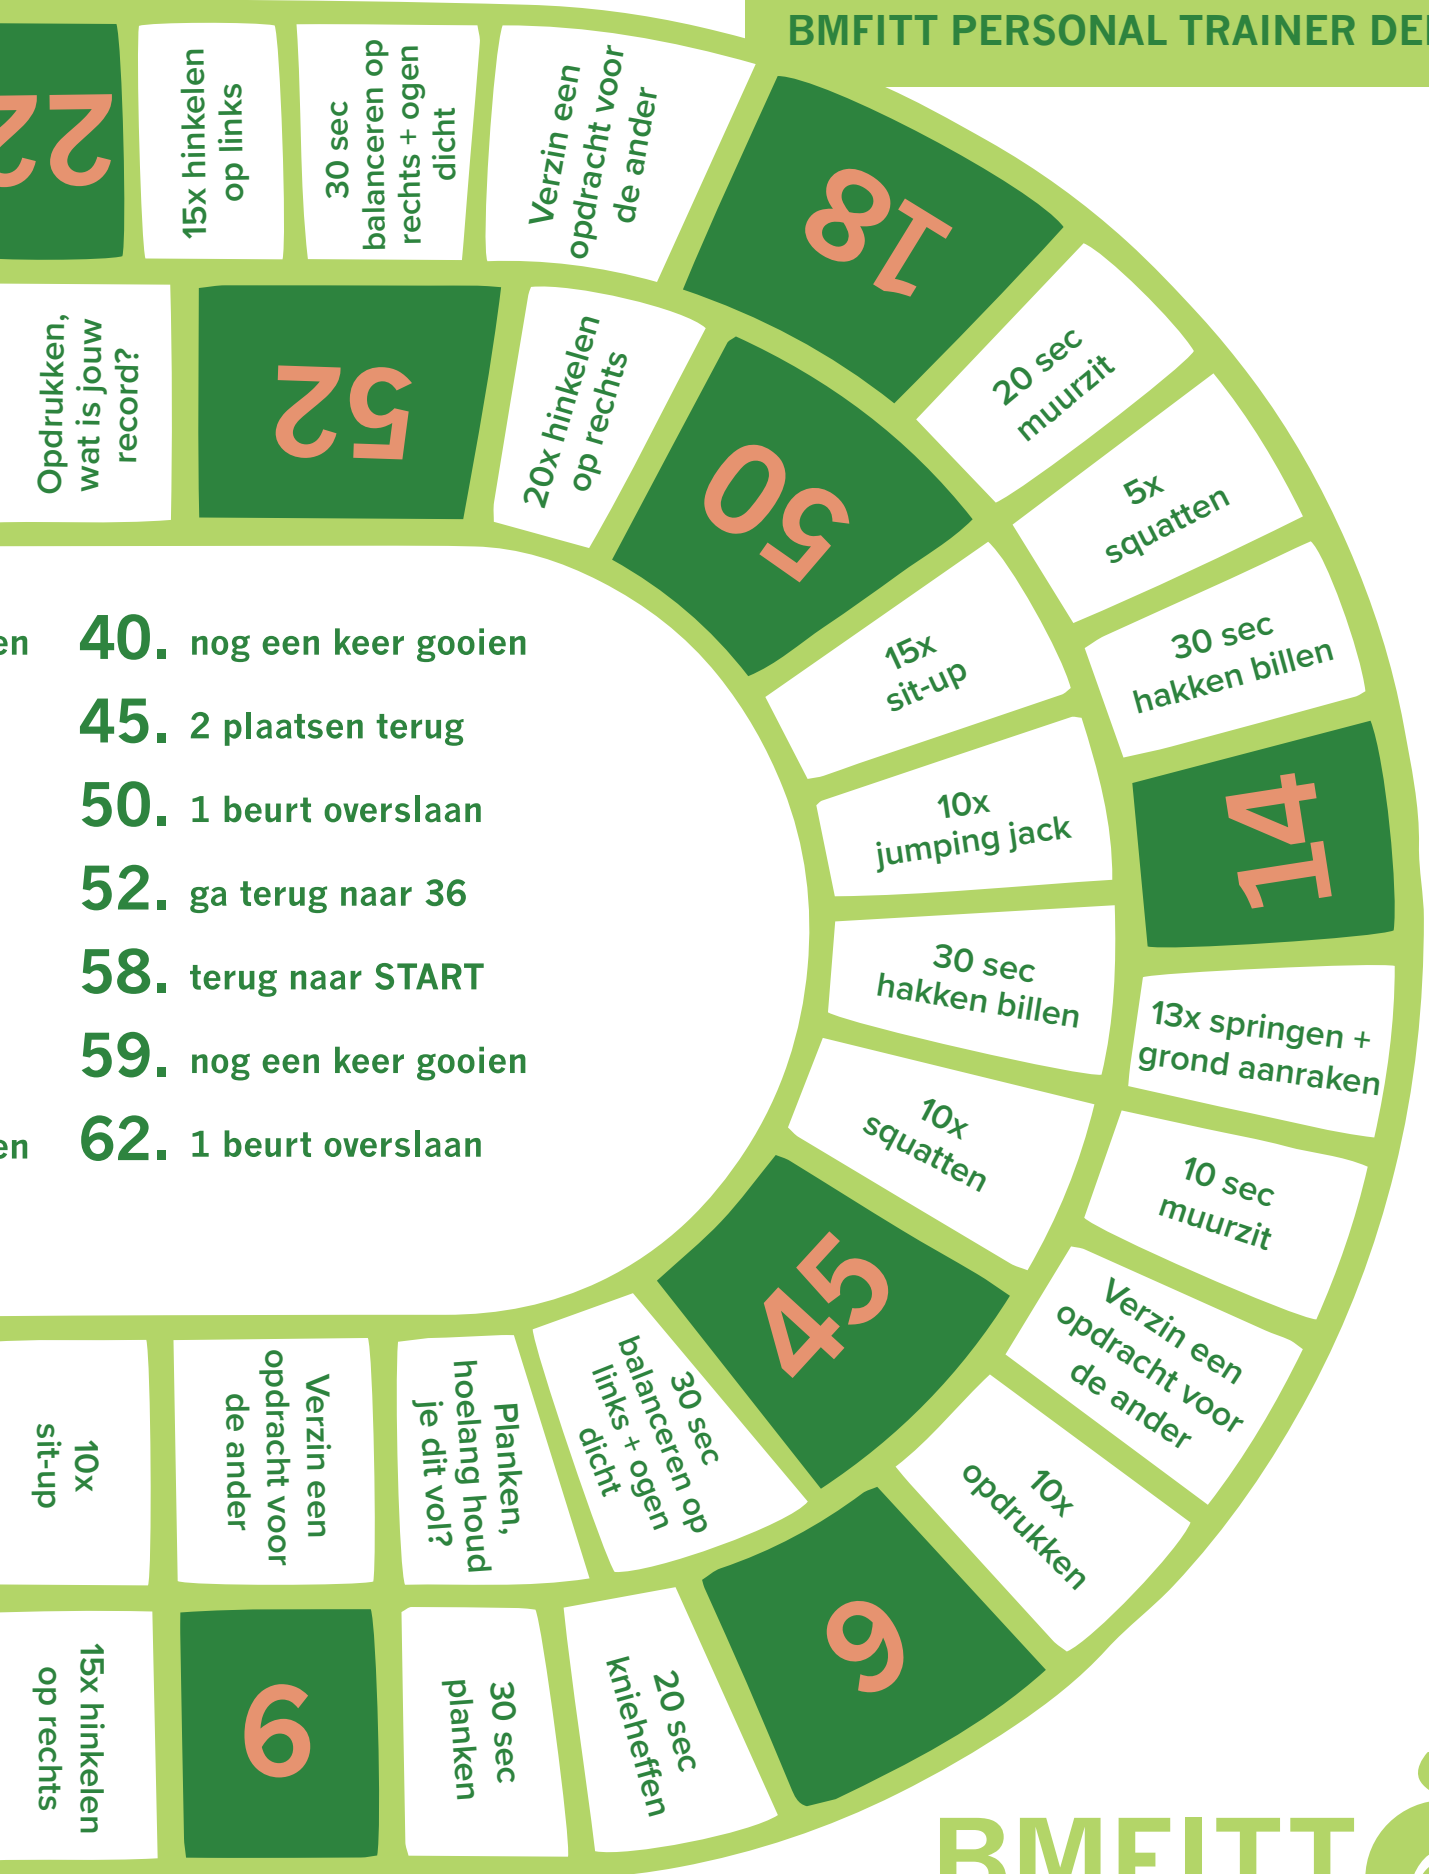 BMFITT PERSONAL TRAINER
22
15x hinkelen
op links
30 sec
balanceren op
rechts + ogen
dicht
Verzin een
opdracht voor
de ander
18
20 sec
muurzit
5x
squatten
30 sec
hakken billen
14
13x springen +
grond aanraken
10 sec
muurzit
Verzin een
opdracht voor
de ander
10x
opdrukken
9
20 sec
knieheffen
30 sec
planken
6
15x hinkelen
op rechts
Opdrukken,
wat is jouw
record?
52
20x hinkelen
op rechts
50
15x
sit-up
10x
jumping jack
30 sec
hakken billen
10x
squatten
45
30 sec
balanceren op
links + ogen
dicht
Planken,
hoelang houd
je dit vol?
Verzin een
opdracht voor
de ander
10x
sit-up
en
40. nog een keer gooien
45. 2 plaatsen terug
50. 1 beurt overslaan
52. ga terug naar 36
58. terug naar START
59. nog een keer gooien
en
62. 1 beurt overslaan
BMFITT